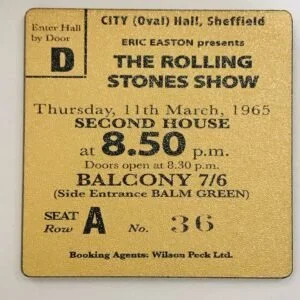 CITY (Oval) Hall, Sheffield
Enter Hall
by Door
D
ERIC EASTON presents
THE ROLLING
STONES SHOW
Thursday, 11th March, 1965
SECOND HOUSE
at 8.50 p.m.
Doors open at 8.30 p.m.
BALCONY 7/6
(Side Entrance BALM GREEN)
SEAT
Row A No. 36
Booking Agents: Wilson Peck Ltd.